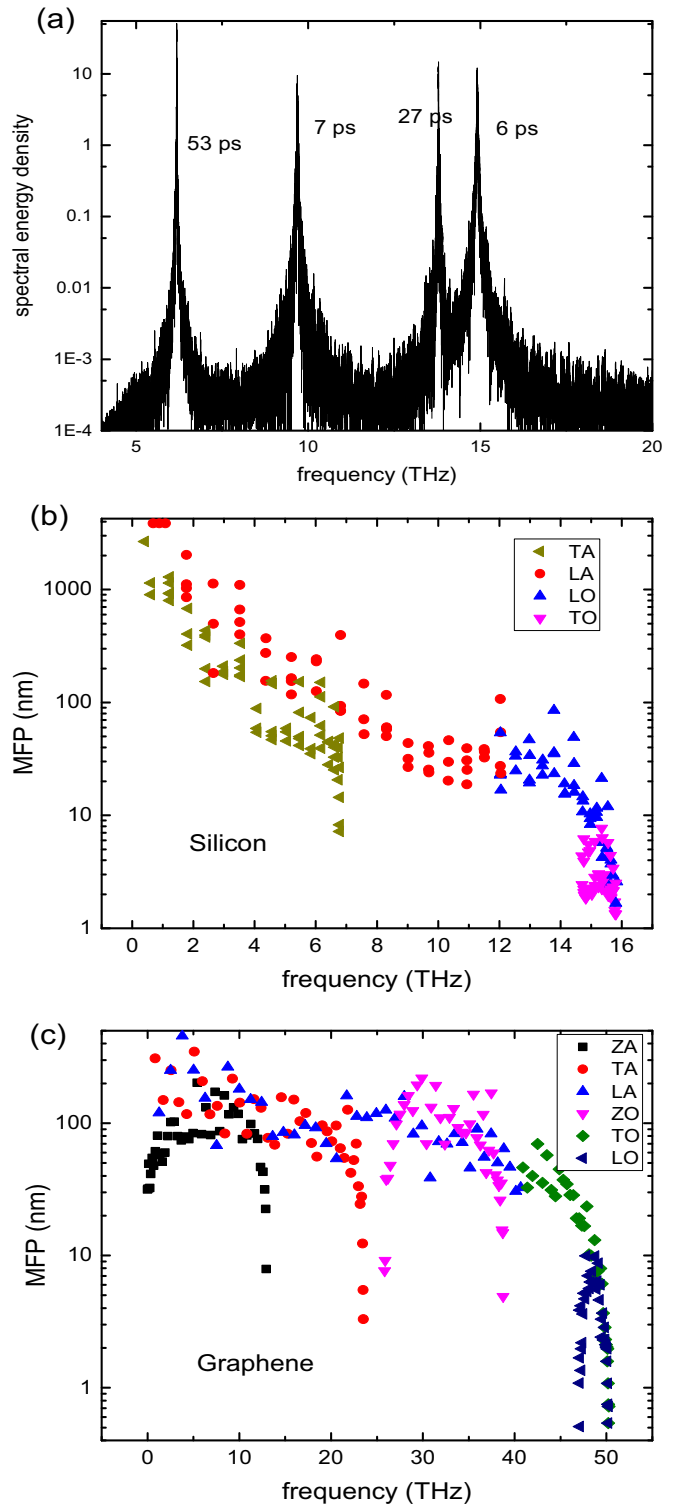 (a)
10
1
0.1
0.01
1E-3
1E-4
53 ps
7 ps
27 ps
6 ps
spectral energy density
5
10
15
20
frequency (THz)
(b)
1000
100
10
1
MFP (nm)
TA
LA
LO
TO
Silicon
0 2 4 6 8 10 12 14 16
frequency (THz)
(c)
100
10
1
MFP (nm)
ZA
TA
LA
ZO
TO
LO
Graphene
0 10 20 30 40 50
frequency (THz)